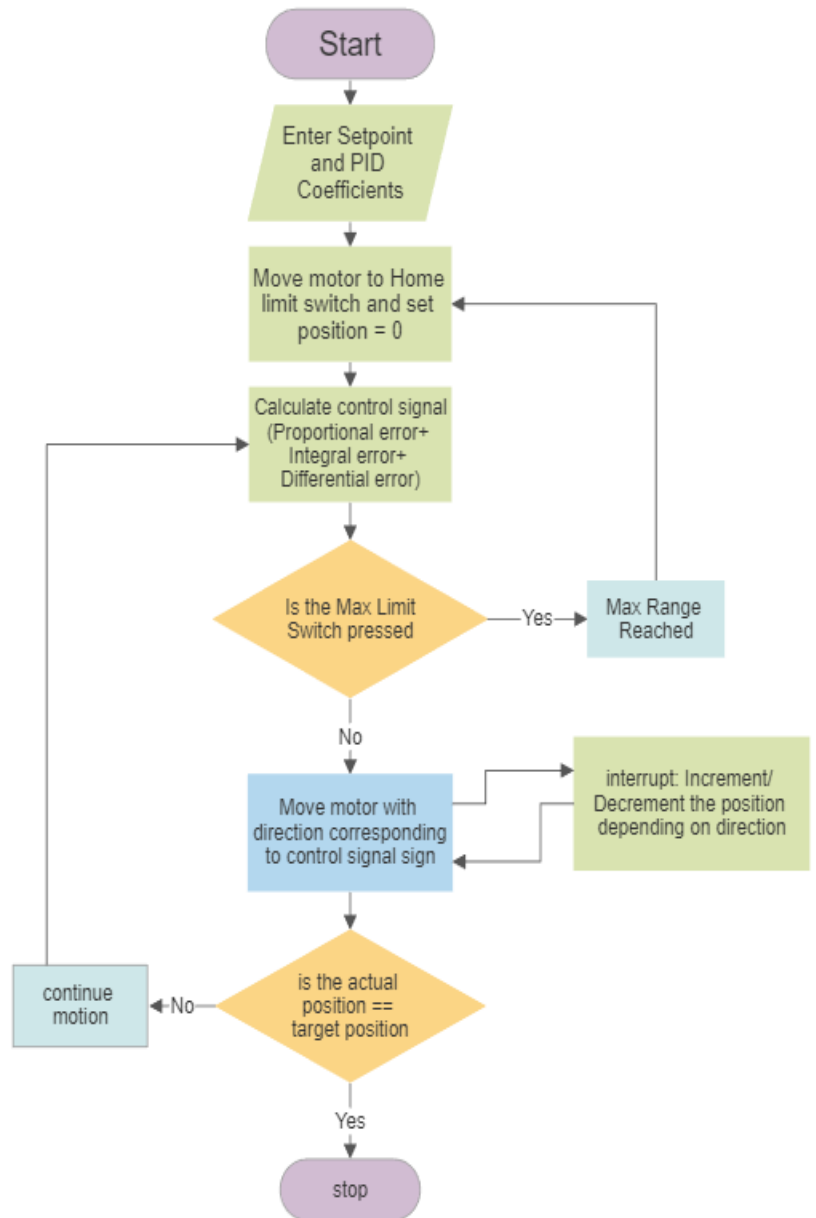 Start
Enter Setpoint
and PID
Coefficients
Move motor to Home
limit switch and set
position = 0
Calculate control signal
(Proportional error+
Integral error+
Differential error)
Is the Max Limit
Switch pressed
Yes
Max Range
Reached
No
Move motor with
direction corresponding
to control signal sign
interrupt: Increment/
Decrement the position
depending on direction
is the actual
position ==
target position
No
continue
motion
Yes
stop